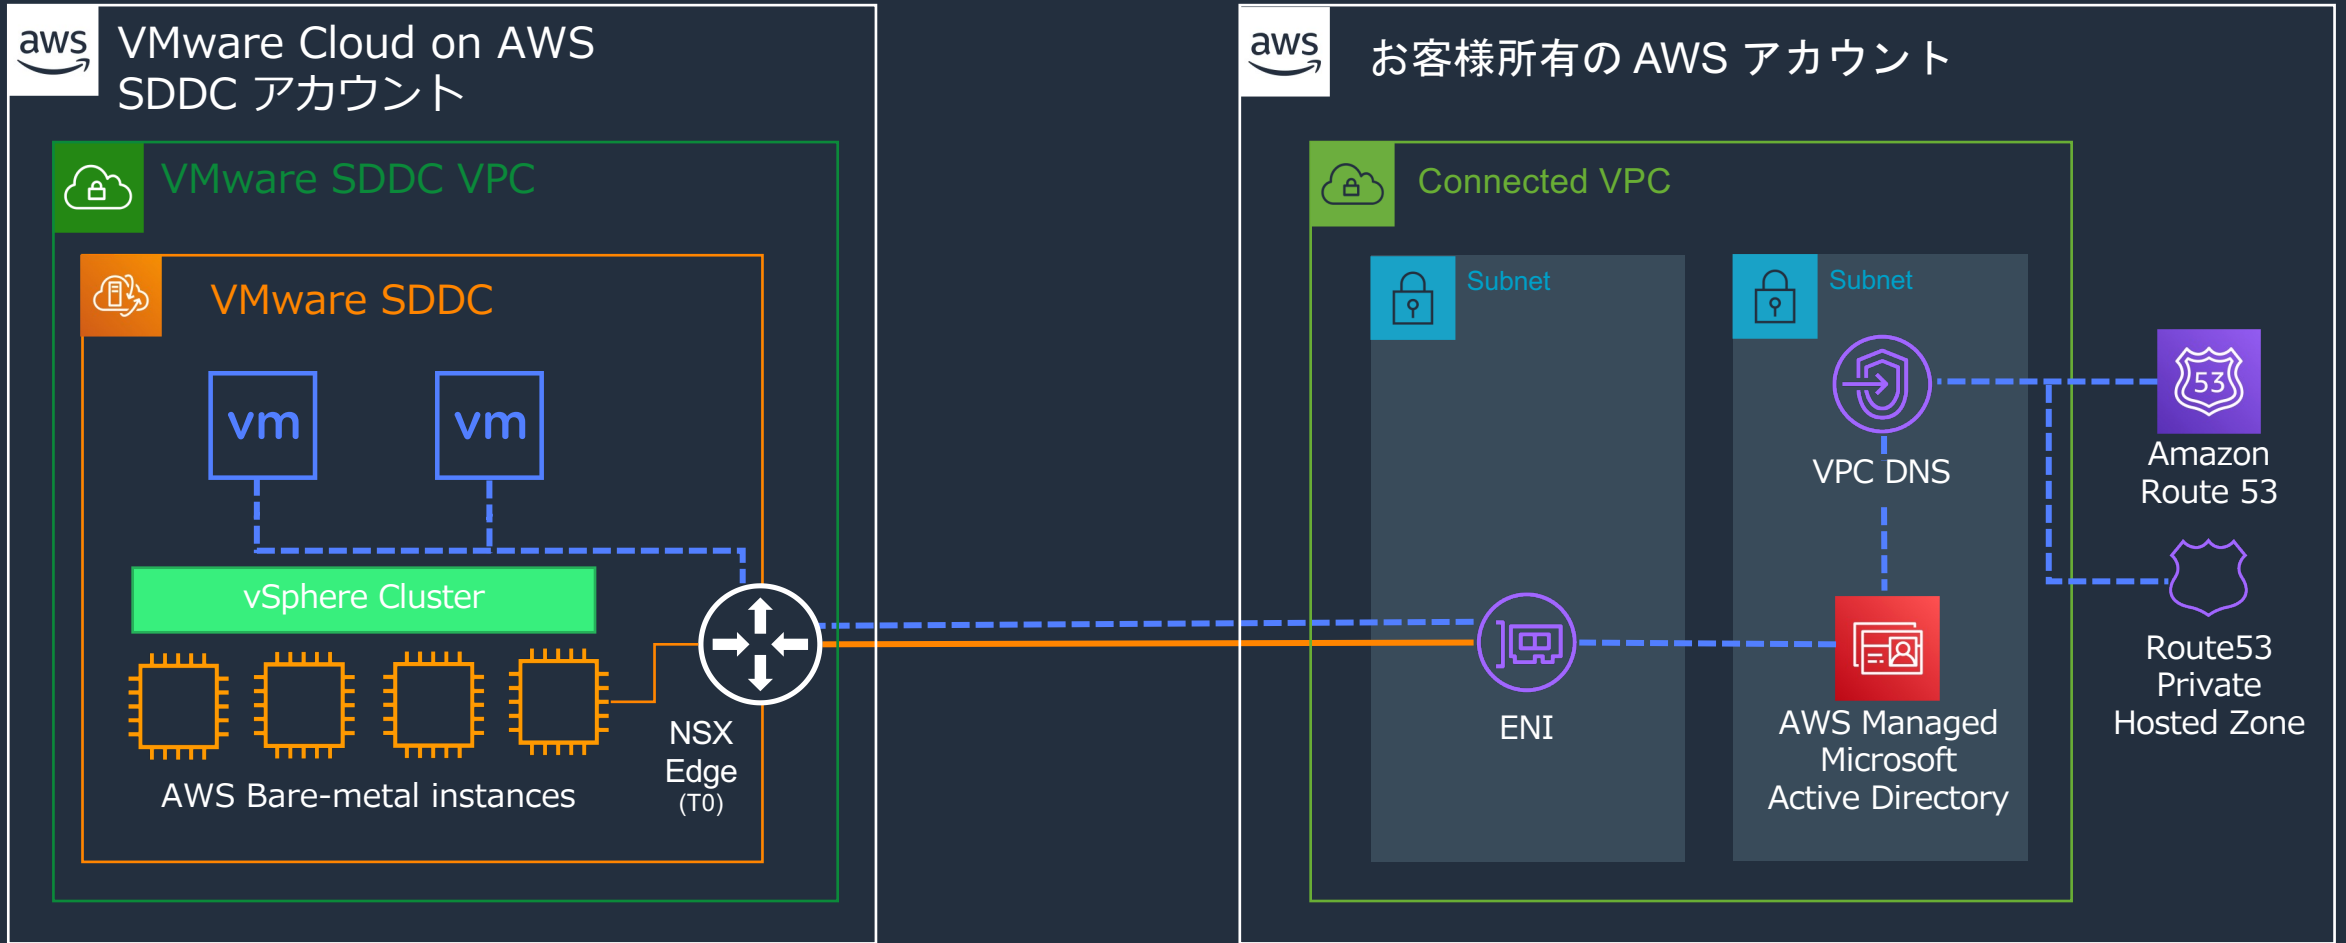 aws
VMware Cloud on AWS
SDDC アカウント
VMware SDDC VPC
VMware SDDC
vm
vm
vSphere Cluster
AWS Bare-metal instances
NSX
Edge
(T0)
aws
お客様所有の AWS アカウント
Connected VPC
Subnet
ENI
Subnet
VPC DNS
AWS Managed
Microsoft
Active Directory
53
Amazon
Route 53
Route53
Private
Hosted Zone